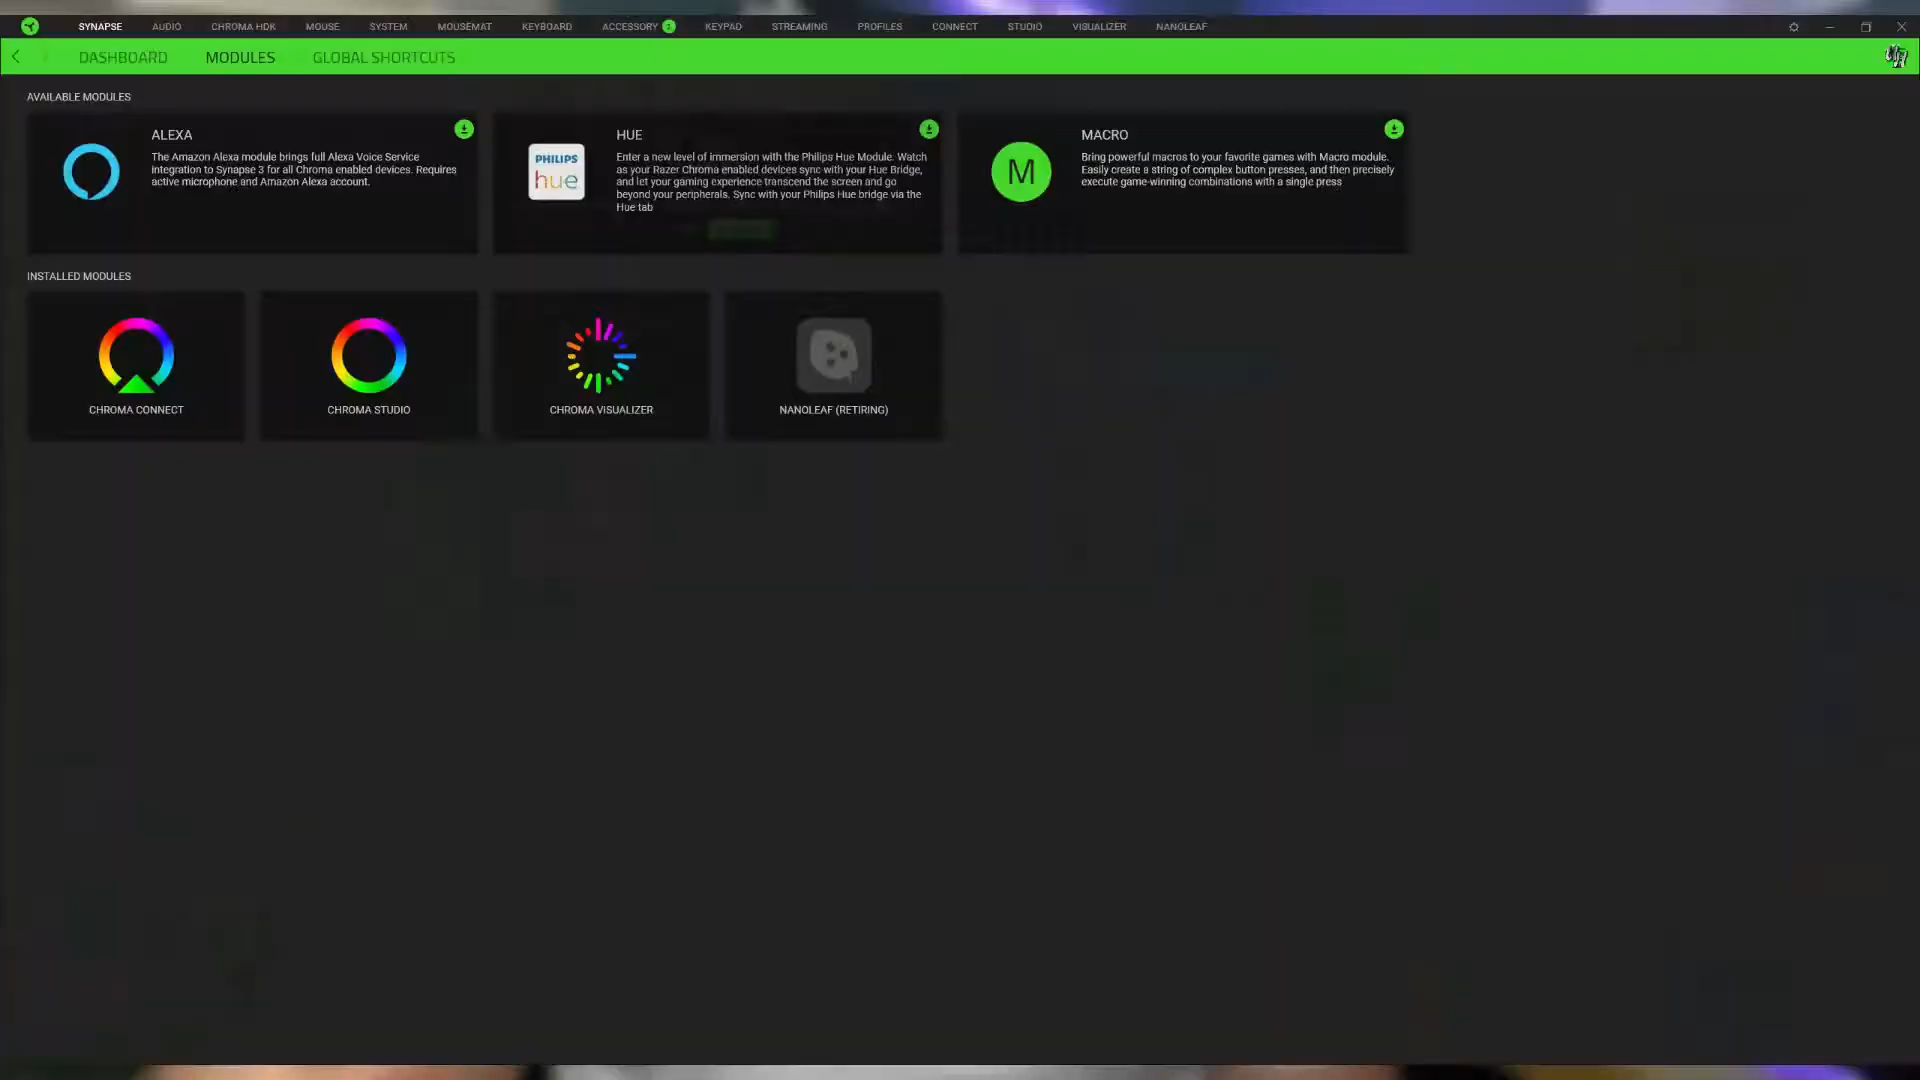 SYNAPSE AUDIO CHROMA HDK MOUSE SYSTEM MOUSEMAT KEYBOARD ACCESSORY KEYPAD STREAMING PROFILES CONNECT STUDIO VISUALIZER NANOLEAF
DASHBOARD MODULES GLOBAL SHORTCUTS
AVAILABLE MODULES
ALEXA
The Amazon Alexa module brings full Alexa Voice Service
integration to Synapse 3 for all Chroma enabled devices. Requires
active microphone and Amazon Alexa account.
PHILIPS
hue
HUE
Enter a new level of immersion with the Philips Hue Module. Watch
as your Razer Chroma enabled devices sync with your Hue Bridge,
and let your gaming experience transcend the screen and go
beyond your peripherals. Sync with your Philips Hue bridge via the
Hue tab
M
MACRO
Bring powerful macros to your favorite games with Macro module.
Easily create a string of complex button presses, and then precisely
execute game-winning combinations with a single press
INSTALLED MODULES
CHROMA CONNECT
CHROMA STUDIO
CHROMA VISUALIZER
NANOLEAF (RETIRING)